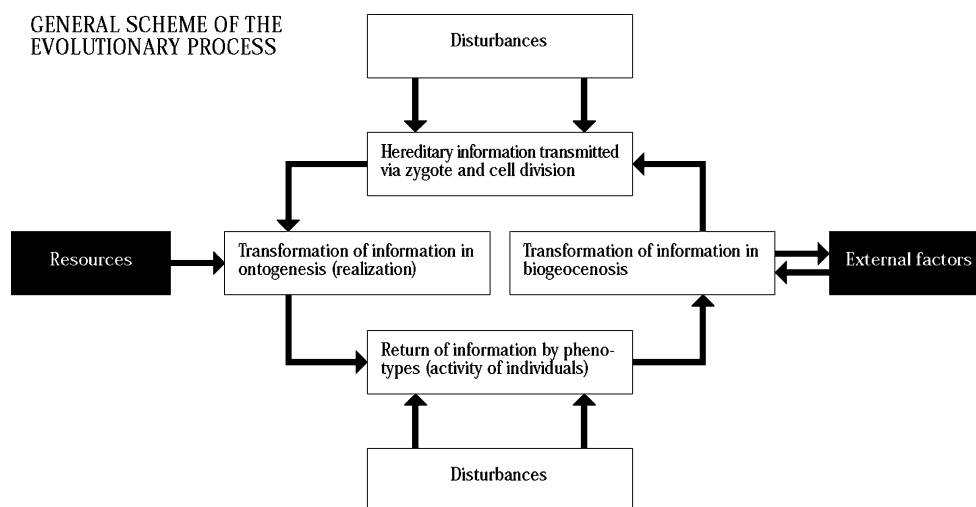 GENERAL SCHEME OF THE
EVOLUTIONARY PROCESS
Disturbances
Hereditary information transmitted
via zygote and cell division
Resources
Transformation of information in
ontogenesis (realization)
Transformation of information in
biogeocenosis
External factors
Return of information by pheno-
types (activity of individuals)
Disturbances